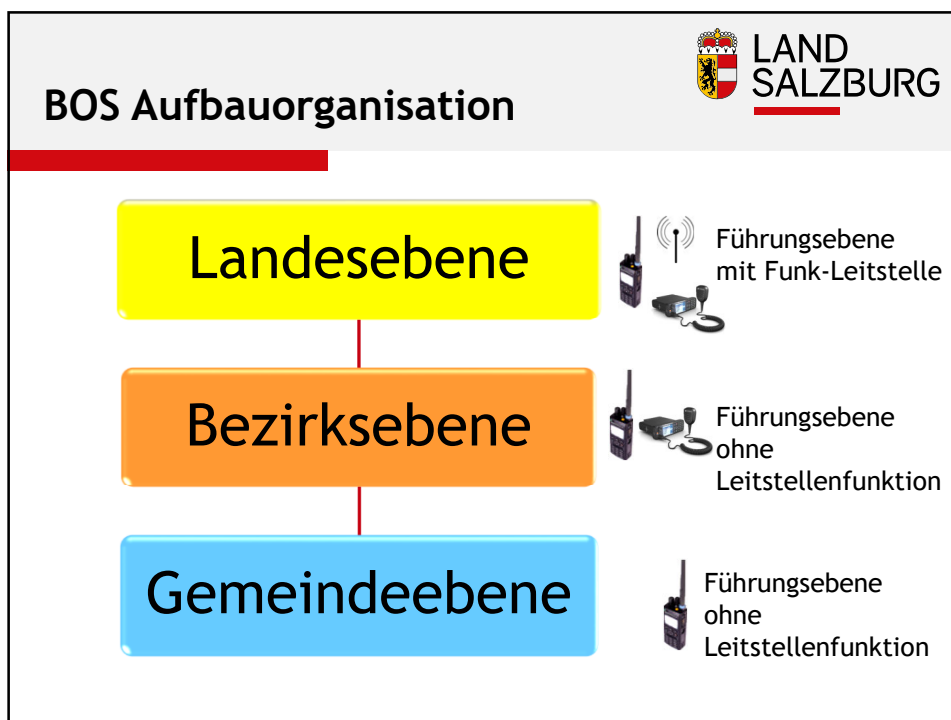 LAND
SALZBURG
BOS Aufbauorganisation
Landesebene
Führungsebene
mit Funk-Leitstelle
Bezirksebene
Führungsebene
ohne
Leitstellenfunktion
Gemeindeebene
Führungsebene
ohne
Leitstellenfunktion